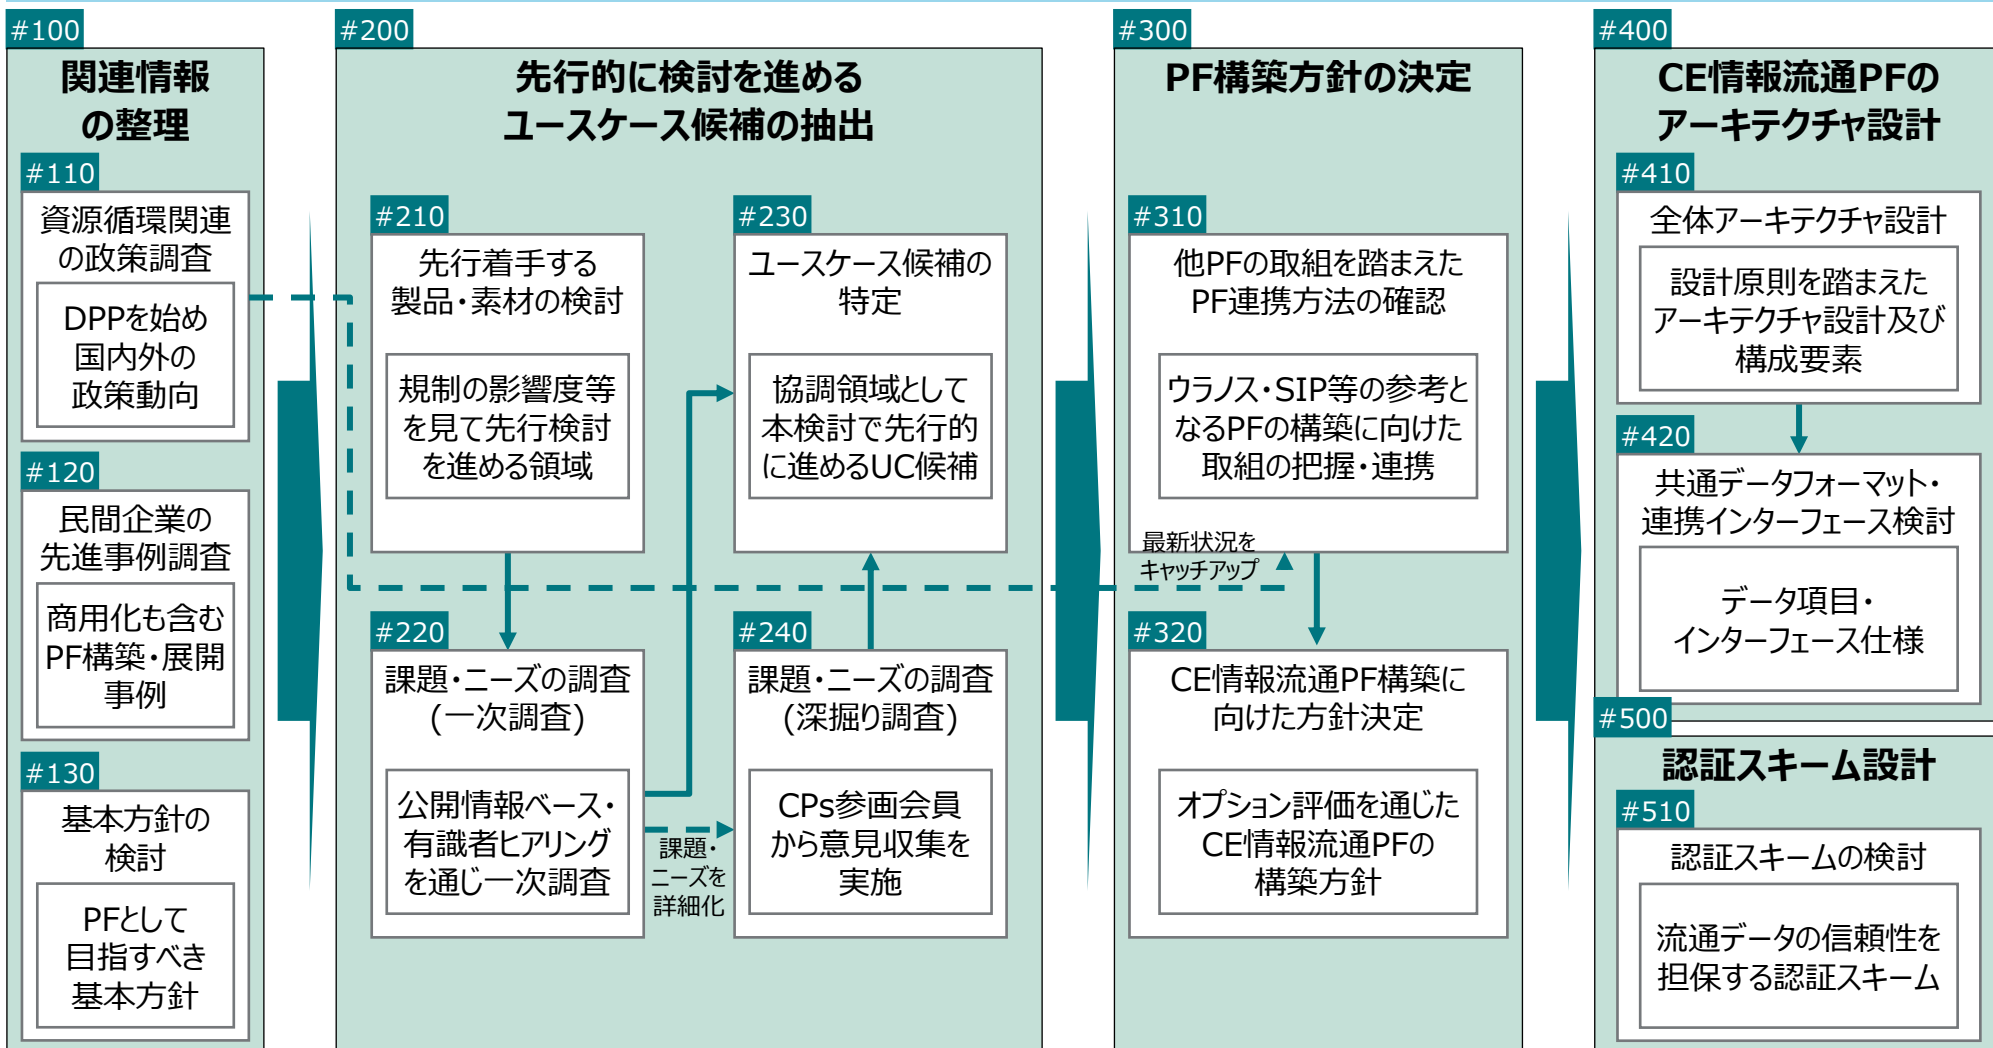 #100
関連情報
の整理
#110
資源循環関連
の政策調査
DPPを始め
国内外の
政策動向
#120
民間企業の
先進事例調査
商用化も含む
PF構築・展開
事例
#130
基本方針の
検討
PFとして
目指すべき
基本方針
#200
先行的に検討を進める
ユースケース候補の抽出
#210
先行着手する
製品・素材の検討
規制の影響度等
を見て先行検討
を進める領域
#220
課題・ニーズの調査
(一次調査)
公開情報ベース・
有識者ヒアリング
を通じ一次調査
課題・
ニーズを
詳細化
#230
ユースケース候補の
特定
協調領域として
本検討で先行的
に進めるUC候補
#240
課題・ニーズの調査
(深掘り調査)
CPs参画会員
から意見収集を
実施
#300
PF構築方針の決定
#310
他PFの取組を踏まえた
PF連携方法の確認
ウラノス・SIP等の参考と
なるPFの構築に向けた
取組の把握・連携
最新状況を
キャッチアップ
#320
CE情報流通PF構築に
向けた方針決定
オプション評価を通じた
CE情報流通PFの
構築方針
#400
CE情報流通PFの
アーキテクチャ設計
#410
全体アーキテクチャ設計
設計原則を踏まえた
アーキテクチャ設計及び
構成要素
#420
共通データフォーマット・
連携インターフェース検討
データ項目・
インターフェース仕様
#500
認証スキーム設計
#510
認証スキームの検討
流通データの信頼性を
担保する認証スキーム